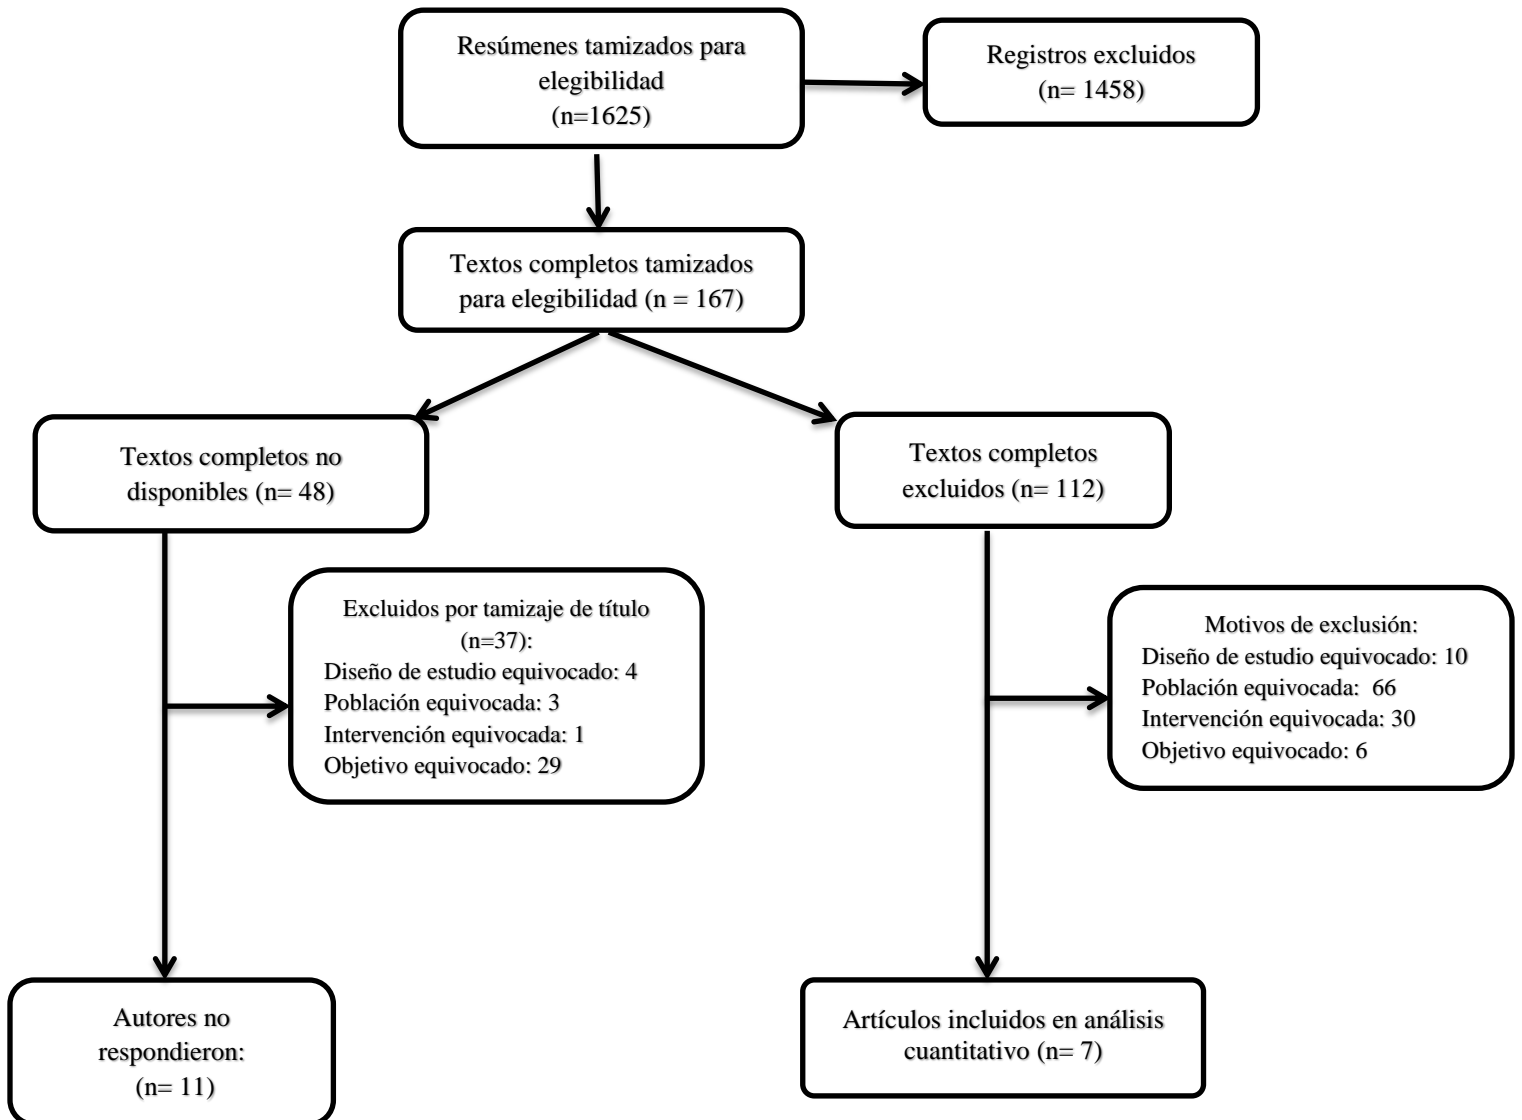 Resúmenes tamizados para
elegibilidad
(n=1625)
Registros excluidos
(n= 1458)
Textos completos tamizados
para elegibilidad (n = 167)
Textos completos no
disponibles (n= 48)
Textos completos
excluidos (n= 112)
Excluidos por tamizaje de título
(n=37):
Diseño de estudio equivocado: 4
Población equivocada: 3
Intervención equivocada: 1
Objetivo equivocado: 29
Motivos de exclusión:
Diseño de estudio equivocado: 10
Población equivocada:  66
Intervención equivocada: 30
Objetivo equivocado: 6
Autores no
respondieron:
(n= 11)
Artículos incluidos en análisis
cuantitativo (n= 7)